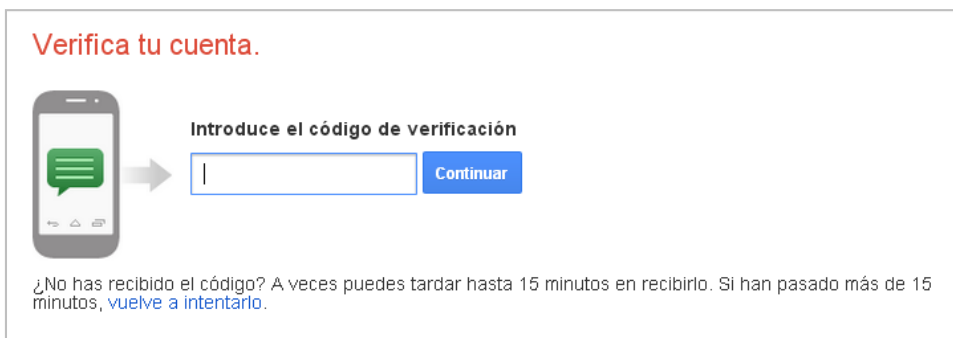 Verifica tu cuenta.
Introduce el código de verificación
Continuar
¿No has recibido el código? A veces puedes tardar hasta 15 minutos en recibirlo. Si han pasado más de 15
minutos, vuelve a intentarlo.